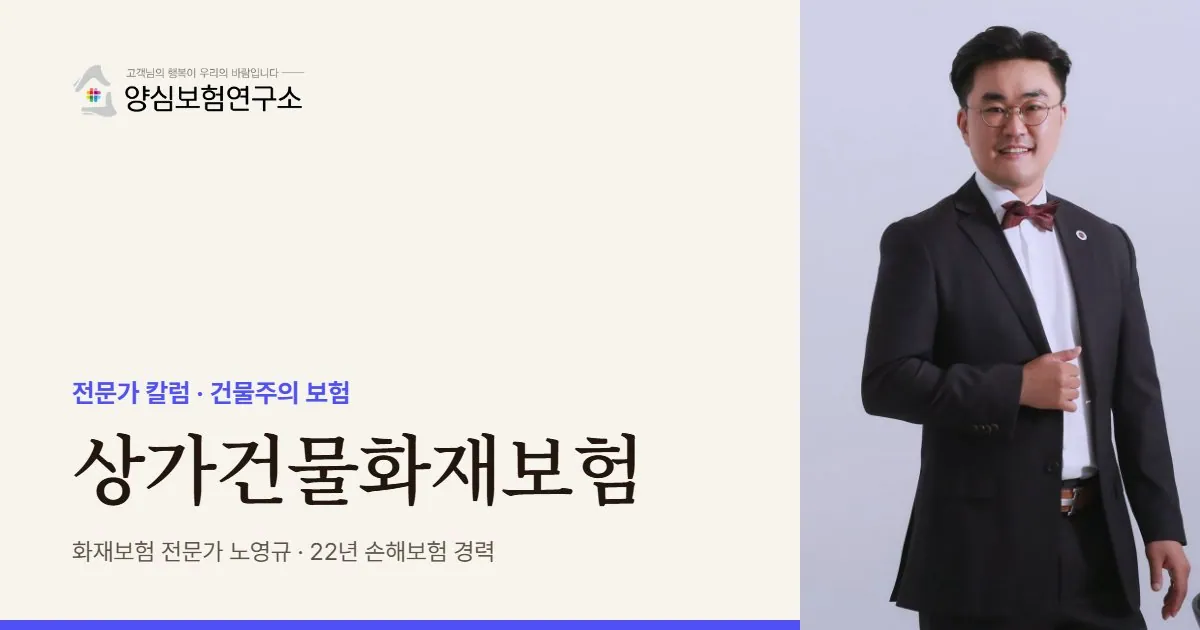 고객님의 행복이 우리의 바람입니다
양심보험연구소
전문가 칼럼 · 건물주의 보험
상가건물화재보험
화재보험 전문가 노영규 · 22년 손해보험 경력